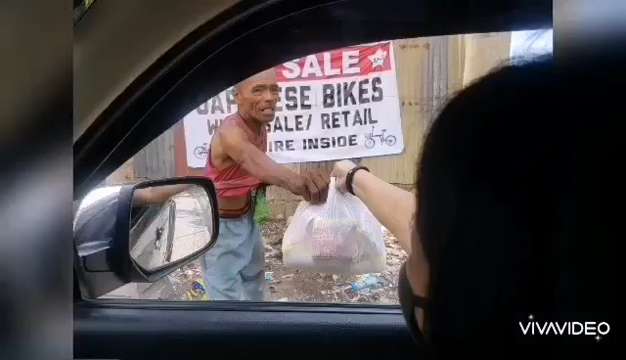 SALE
JAPANESE BIKES
WHOLESALE/ RETAIL
INQUIRE INSIDE
VIVAVIDEO